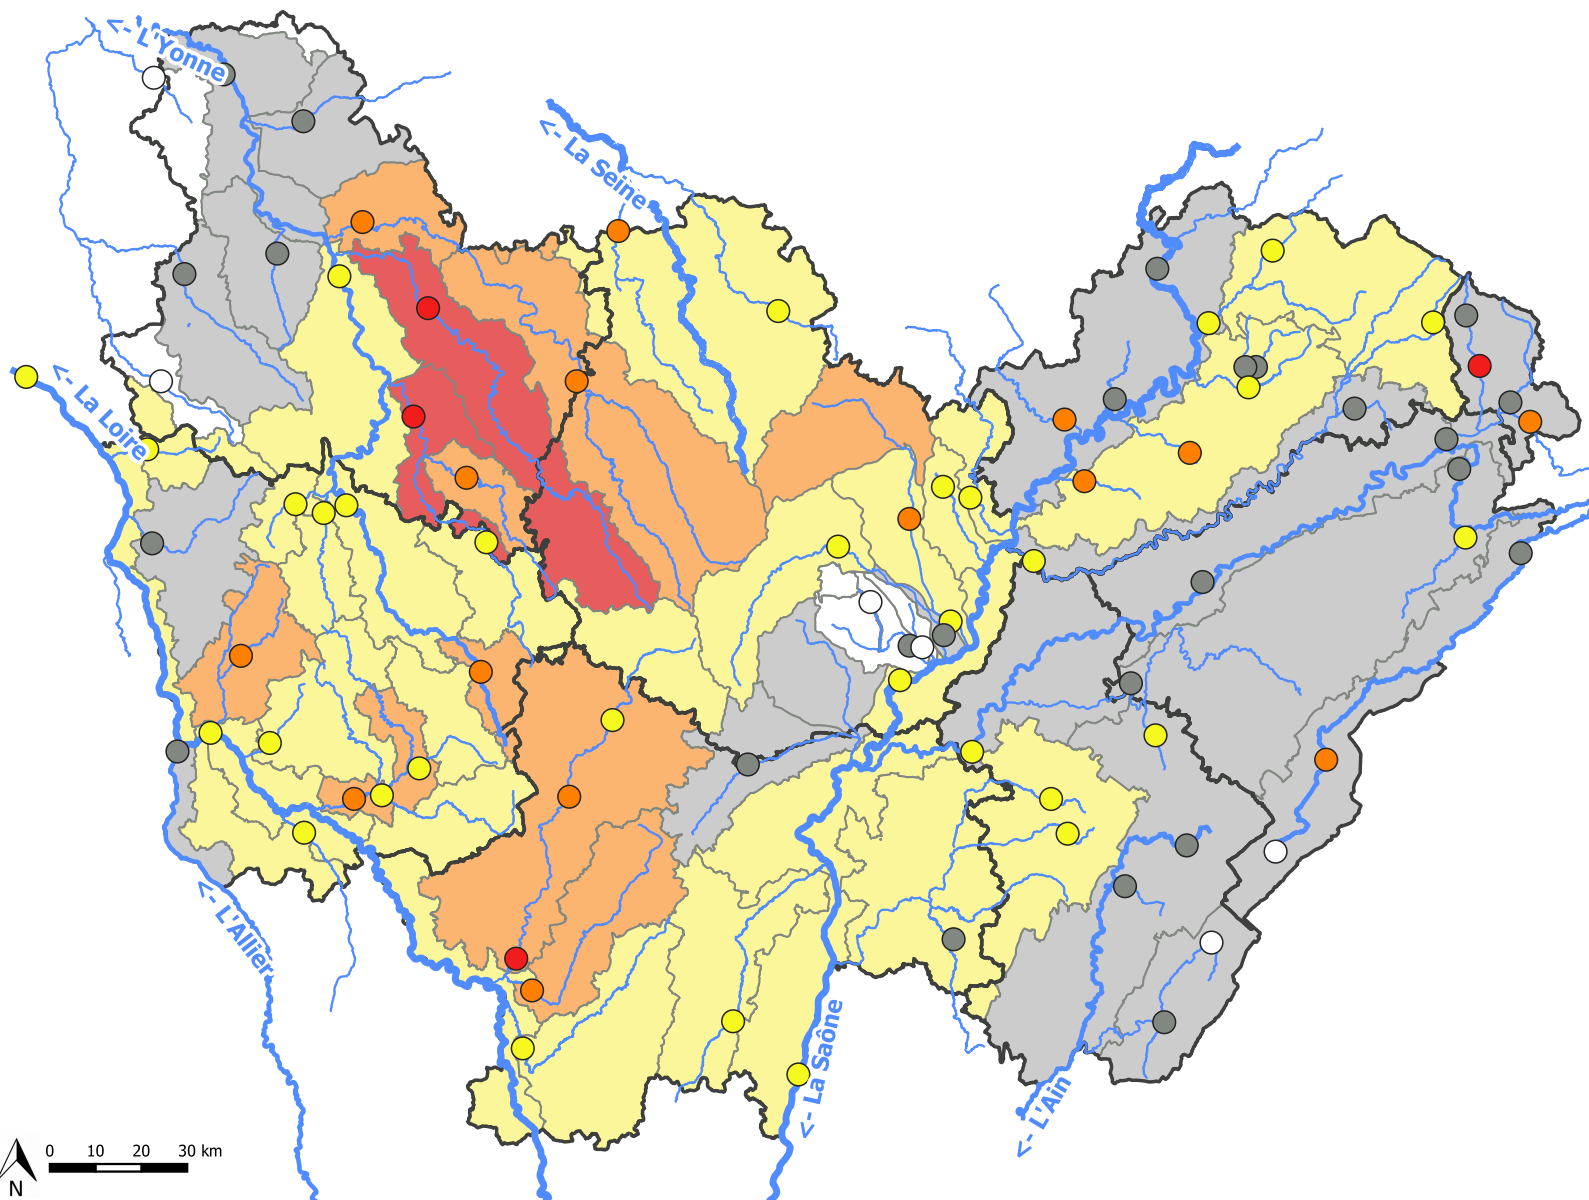 <- L'Yonne
<- La Seine
<- La Loire
<- L'Allier
<- La Saône
<- L'Ain
0 10 20 30 km
N